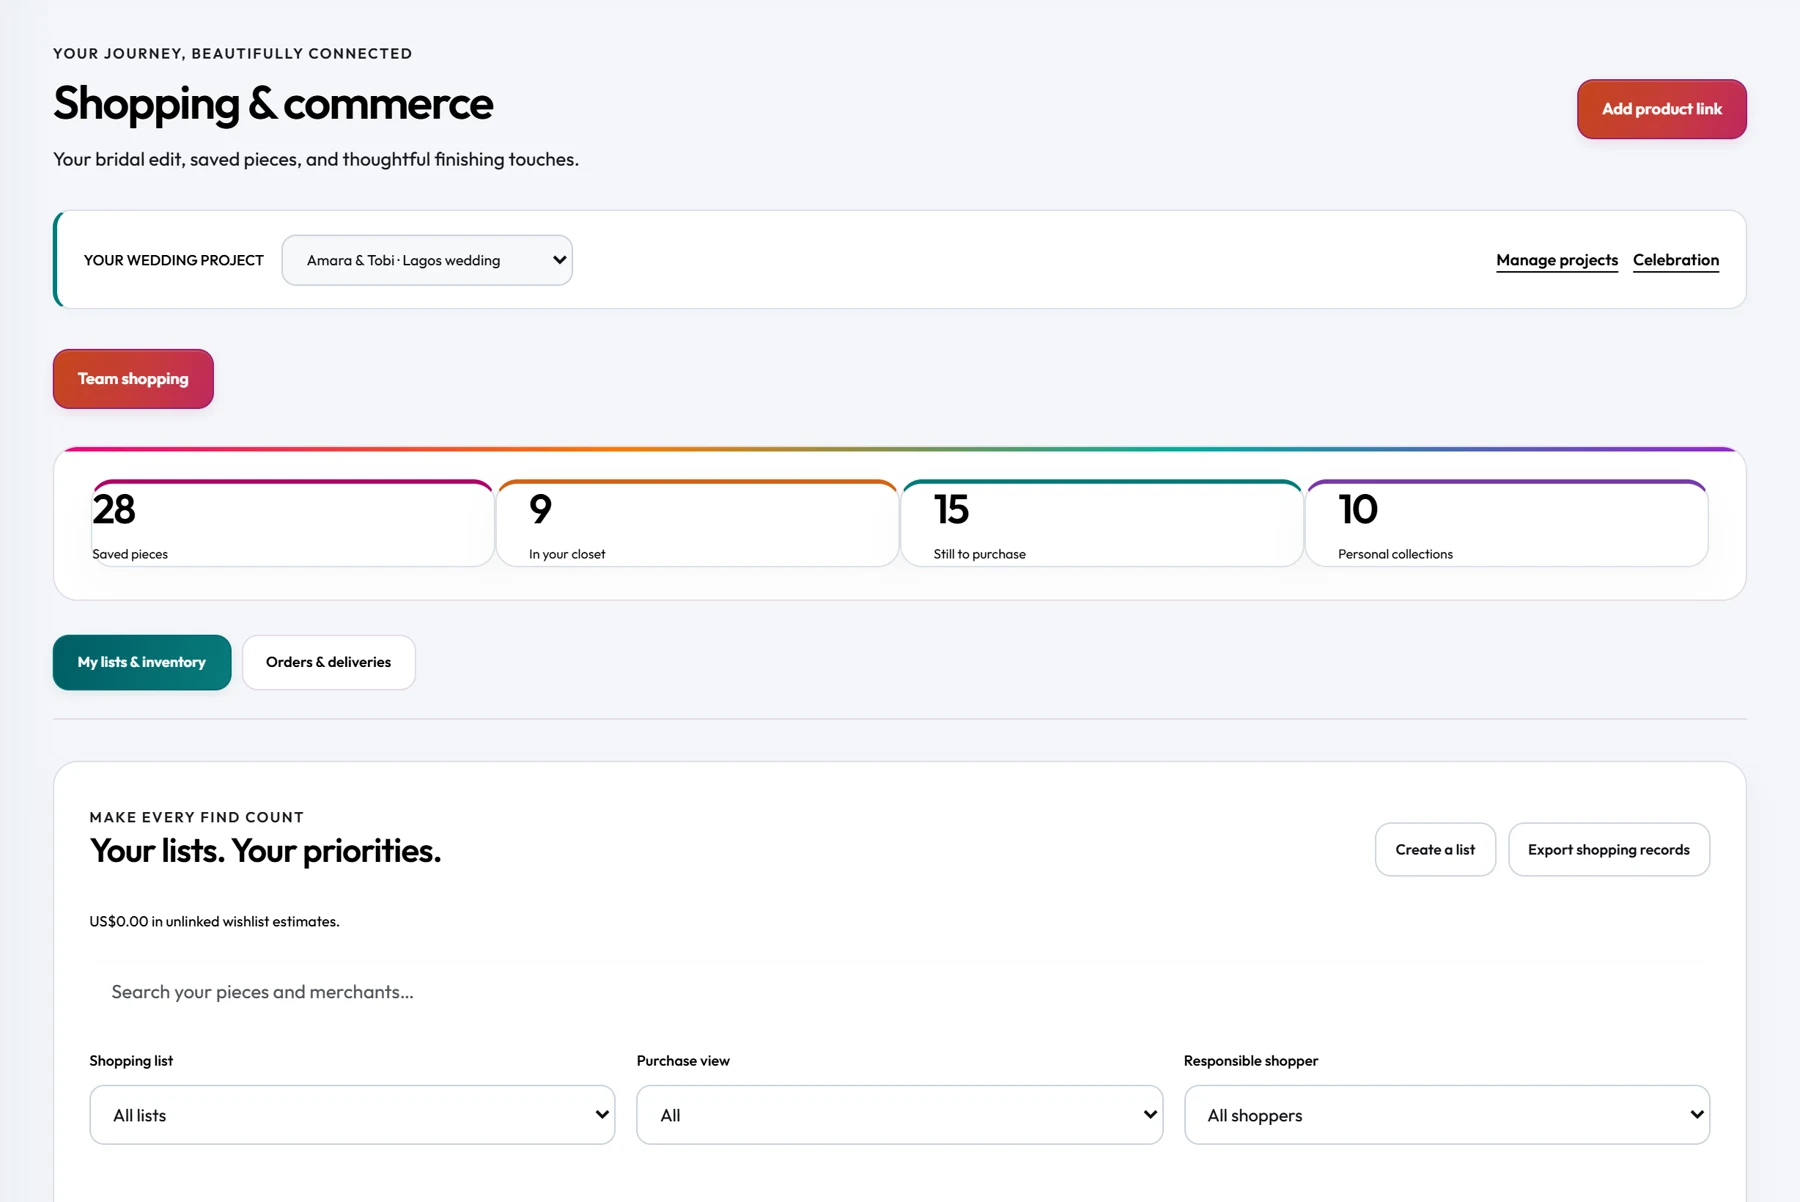 YOUR JOURNEY, BEAUTIFULLY CONNECTED
Shopping & commerce
Add product link
Your bridal edit, saved pieces, and thoughtful finishing touches.
YOUR WEDDING PROJECT
Amara & Tobi · Lagos wedding
Manage projects
Celebration
Team shopping
28
Saved pieces
9
In your closet
15
Still to purchase
10
Personal collections
My lists & inventory
Orders & deliveries
MAKE EVERY FIND COUNT
Your lists. Your priorities.
Create a list
Export shopping records
US$0.00 in unlinked wishlist estimates.
Search your pieces and merchants...
Shopping list
All lists
Purchase view
All
Responsible shopper
All shoppers